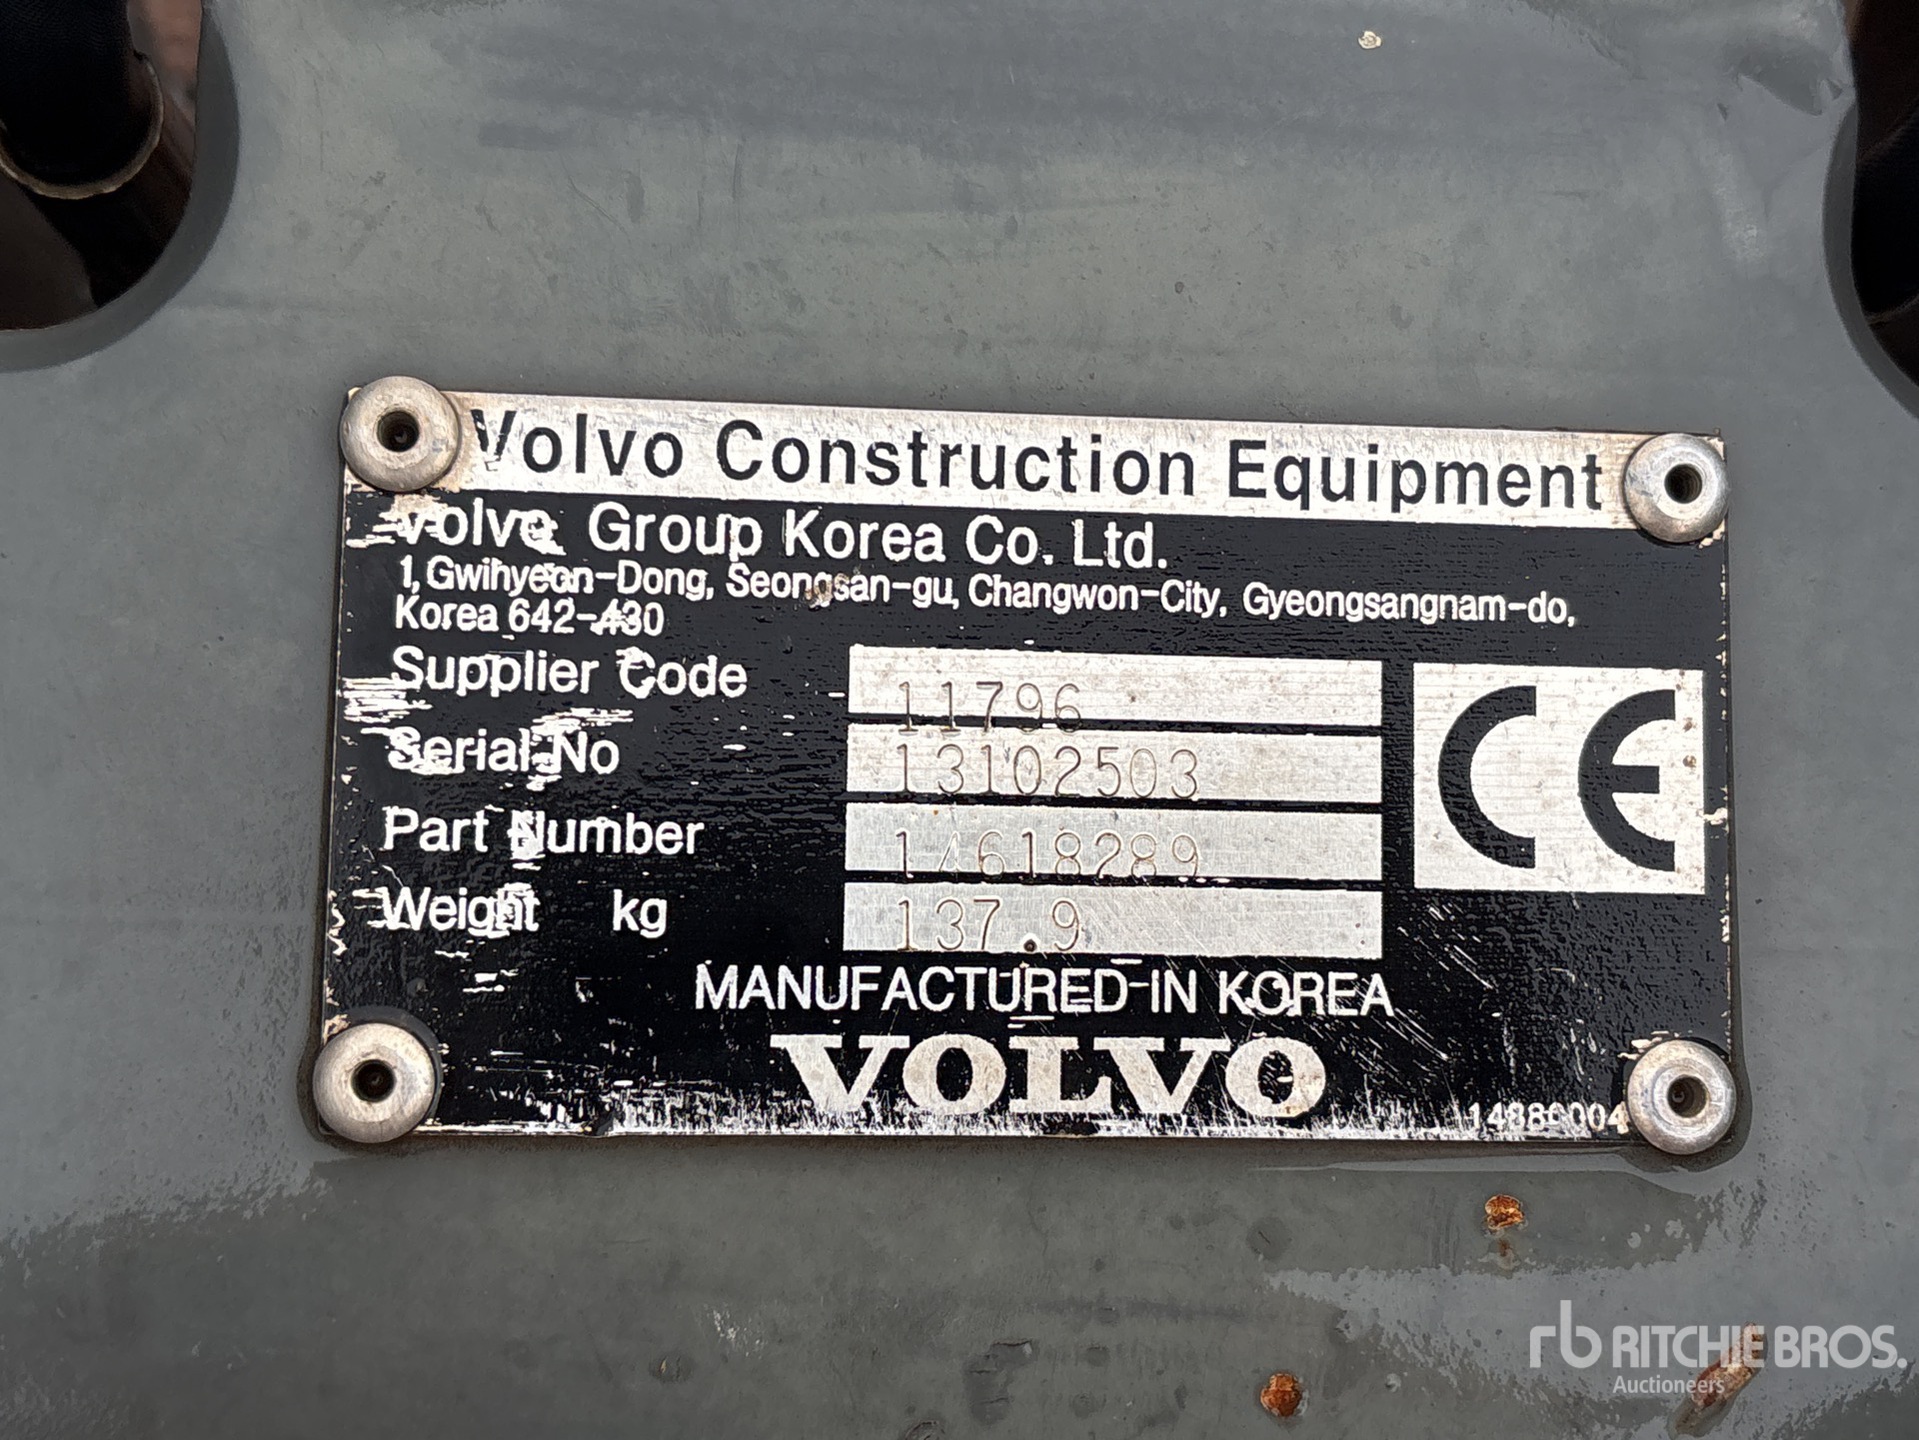 Volvo Construction Equipment
Volvo Group Korea Co. Ltd.
1, Gwihyeon-Dong, Seongsan-gu, Changwon-City, Gyeongsangnam-do,
Korea 642-430
Supplier Code 11796
Serial No 13102503
Part Number 14618289
Weight kg 137.9
CE
MANUFACTURED IN KOREA
VOLVO
rb RITCHIE BROS.
Auctioneers